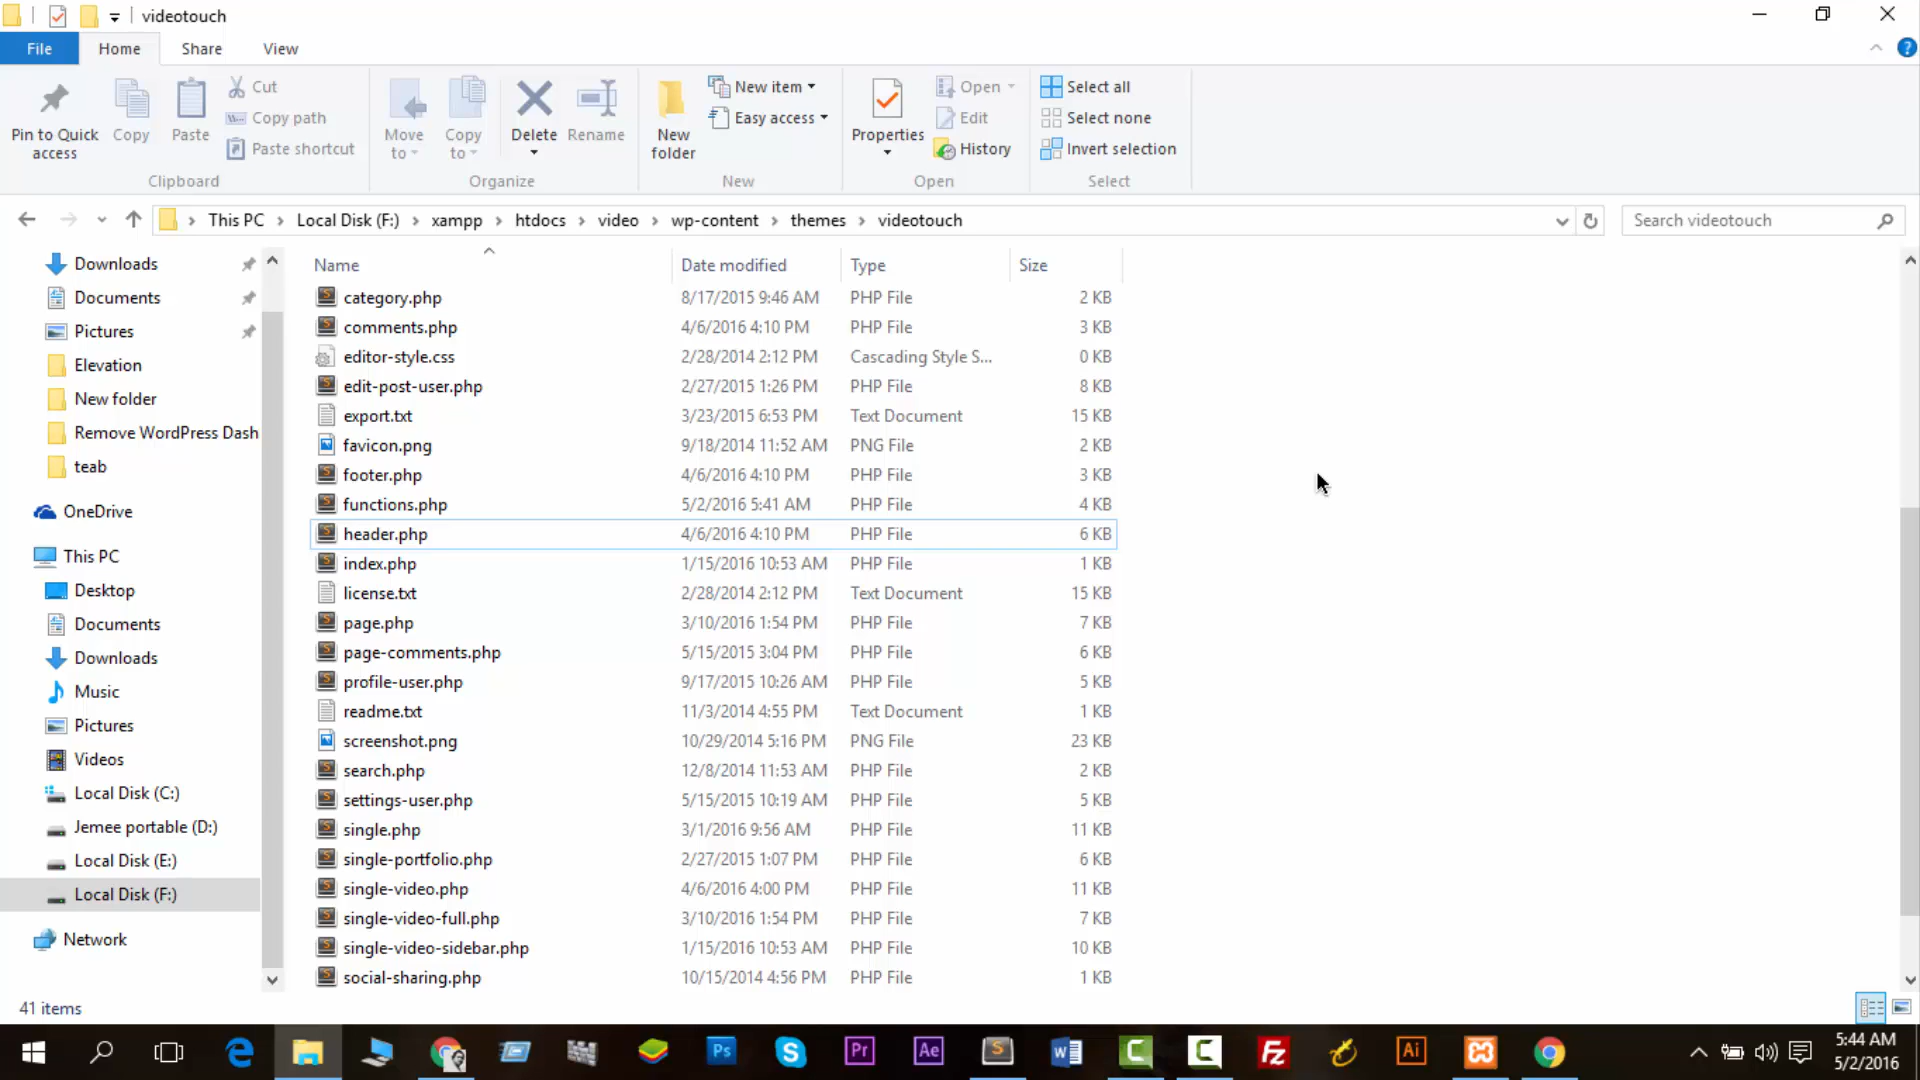 videotouch
File Home Share View
Pin to Quick access
Copy
Paste
Cut
Copy path
Paste shortcut
Clipboard
Move to
Copy to
Delete
Rename
Organize
New folder
New item
Easy access
New
Properties
Open
Edit
History
Open
Select all
Select none
Invert selection
Select
This PC Local Disk (F:) xampp htdocs video wp-content themes videotouch
Search videotouch
Downloads
Documents
Pictures
Elevation
New folder
Remove WordPress Dash
teab
OneDrive
This PC
Desktop
Documents
Downloads
Music
Pictures
Videos
Local Disk (C:)
Jemee portable (D:)
Local Disk (E:)
Local Disk (F:)
Network
Name Date modified Type Size
category.php 8/17/2015 9:46 AM PHP File 2 KB
comments.php 4/6/2016 4:10 PM PHP File 3 KB
editor-style.css 2/28/2014 2:12 PM Cascading Style S... 0 KB
edit-post-user.php 2/27/2015 1:26 PM PHP File 8 KB
export.txt 3/23/2015 6:53 PM Text Document 15 KB
favicon.png 9/18/2014 11:52 AM PNG File 2 KB
footer.php 4/6/2016 4:10 PM PHP File 3 KB
functions.php 5/2/2016 5:41 AM PHP File 4 KB
header.php 4/6/2016 4:10 PM PHP File 6 KB
index.php 1/15/2016 10:53 AM PHP File 1 KB
license.txt 2/28/2014 2:12 PM Text Document 15 KB
page.php 3/10/2016 1:54 PM PHP File 7 KB
page-comments.php 5/15/2015 3:04 PM PHP File 6 KB
profile-user.php 9/17/2015 10:26 AM PHP File 5 KB
readme.txt 11/3/2014 4:55 PM Text Document 1 KB
screenshot.png 10/29/2014 5:16 PM PNG File 23 KB
search.php 12/8/2014 11:53 AM PHP File 2 KB
settings-user.php 5/15/2015 10:19 AM PHP File 5 KB
single.php 3/1/2016 9:56 AM PHP File 11 KB
single-portfolio.php 2/27/2015 1:07 PM PHP File 6 KB
single-video.php 4/6/2016 4:00 PM PHP File 11 KB
single-video-full.php 3/10/2016 1:54 PM PHP File 7 KB
single-video-sidebar.php 1/15/2016 10:53 AM PHP File 10 KB
social-sharing.php 10/15/2014 4:56 PM PHP File 1 KB
41 items
Ps Pr Ae Ai
5:44 AM
5/2/2016